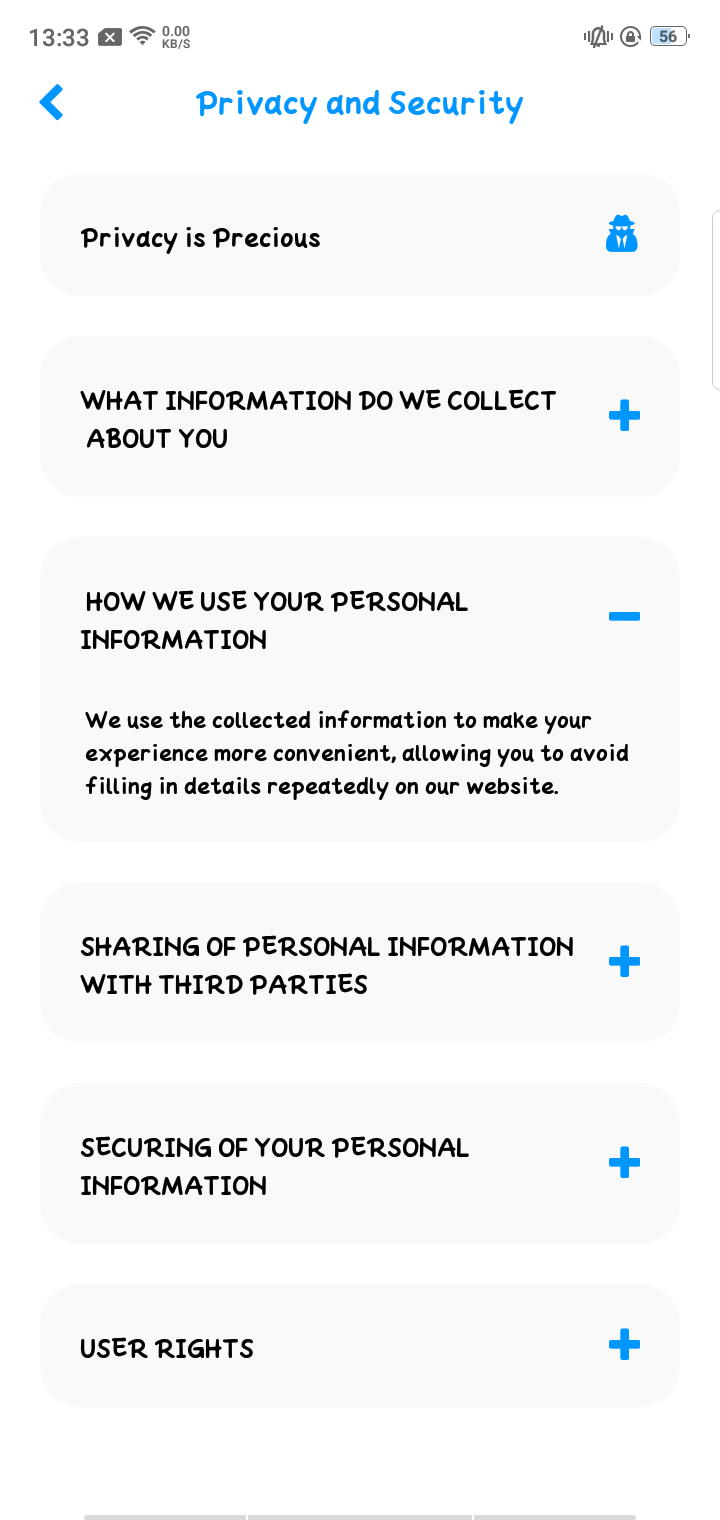 13:33
0.00
KB/S
56
Privacy and Security
Privacy is Precious
WHAT INFORMATION DO WE COLLECT
ABOUT YOU
HOW WE USE YOUR PERSONAL
INFORMATION
We use the collected information to make your
experience more convenient, allowing you to avoid
filling in details repeatedly on our website.
SHARING OF PERSONAL INFORMATION
WITH THIRD PARTIES
SECURING OF YOUR PERSONAL
INFORMATION
USER RIGHTS